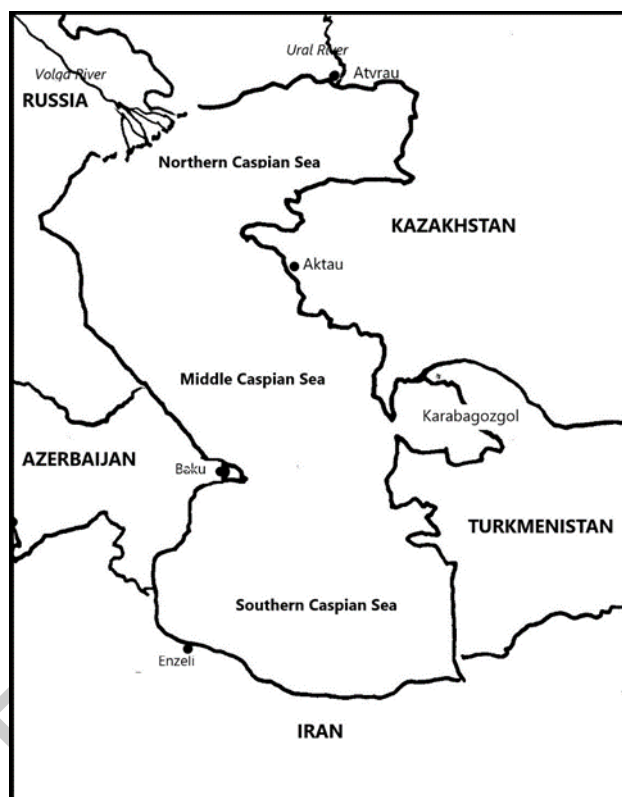 Ural River
Atvrau
Volga River
RUSSIA
Northern Caspian Sea
KAZAKHSTAN
Aktau
Middle Caspian Sea
Karabagozgol
AZERBAIJAN
Baku
TURKMENISTAN
Southern Caspian Sea
Enzeli
IRAN